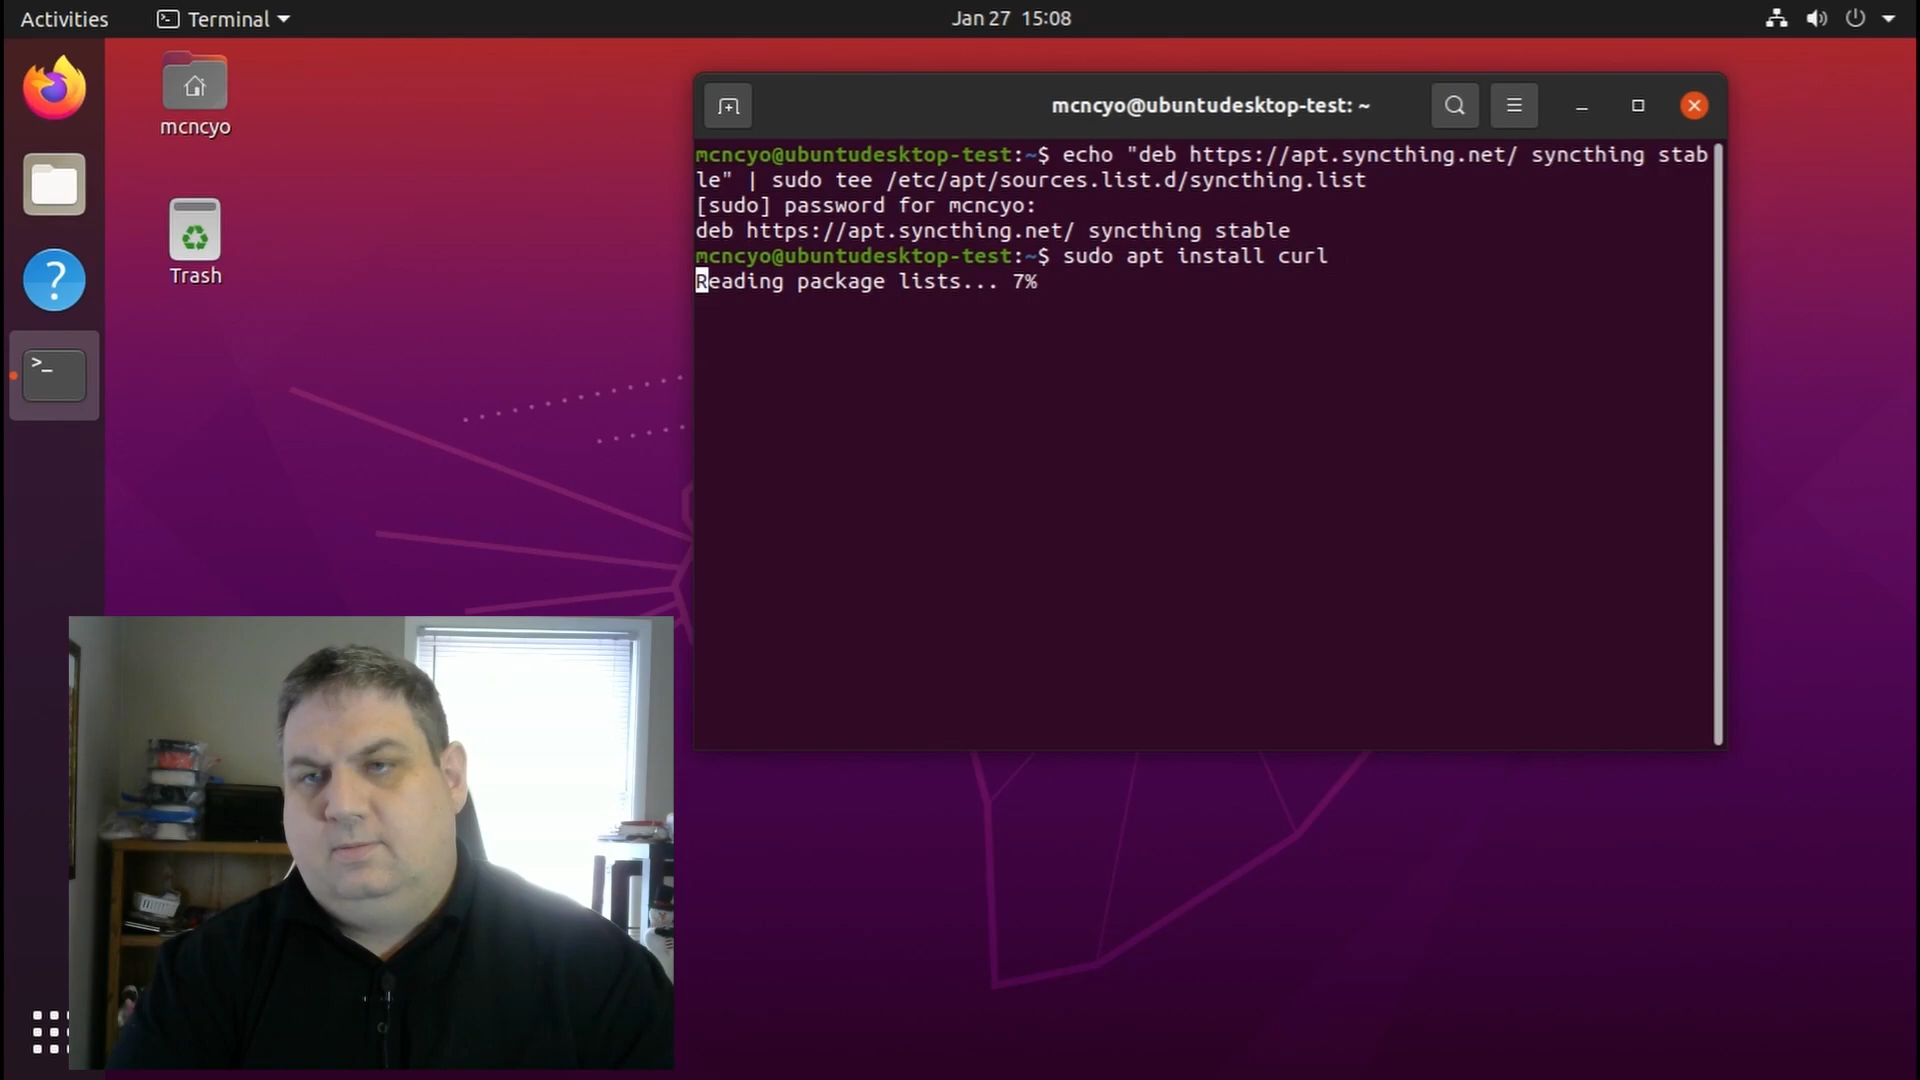 Activities
Terminal
Jan 27 15:08
mcncyo
Trash
mcncyo@ubuntudesktop-test: ~
mcncyo@ubuntudesktop-test:~$ echo "deb https://apt.syncthing.net/ syncthing stab
le" | sudo tee /etc/apt/sources.list.d/syncthing.list
[sudo] password for mcncyo:
deb https://apt.syncthing.net/ syncthing stable
mcncyo@ubuntudesktop-test:~$ sudo apt install curl
Reading package lists... 7%